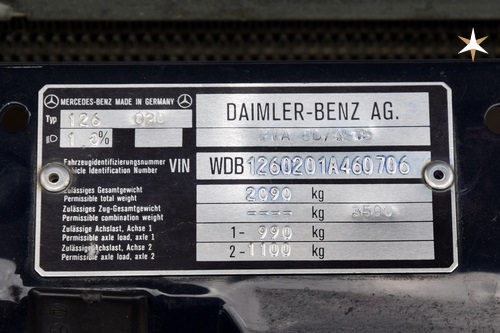 MERCEDES-BENZ MADE IN GERMANY
DAIMLER-BENZ AG.
Typ 126 020
1.0%
Fahrzeugidentifizierungsnummer
Vehicle Identification Number
VIN WDB1260201A460706
Zulässiges Gesamtgewicht
Permissible total weight
2090 kg
Zulässiges Zug-Gesamtgewicht
Permissible combination weight
---- kg
Zulässige Achslast, Achse 1
Permissible axle load, axle 1
1- 990 kg
Zulässige Achslast, Achse 2
Permissible axle load, axle 2
2- 1100 kg